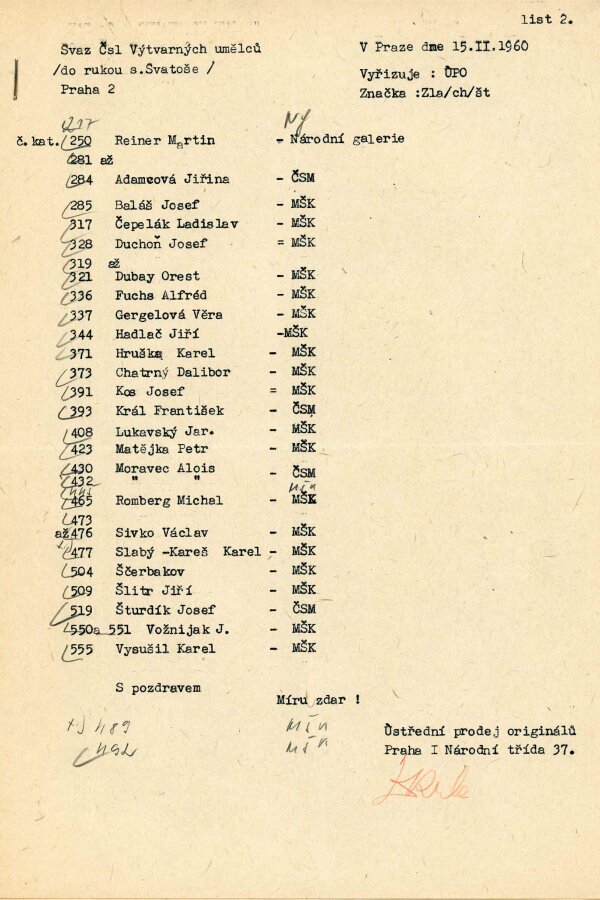 list 2.
Svaz Čsl Výtvarných umělců
V Praze dne 15.II.1960
/do rukou s.Svatoše /
Vyřizuje : ÚPO
Praha 2
Značka :Zla/ch/št
217
č.kat. 250 Reiner Martin - Národní galerie
281 až
284 Adamcová Jiřina - ČSM
285 Baláž Josef - MŠK
317 Čepelák Ladislav - MŠK
328 Duchoň Josef = MŠK
319 až
321 Dubay Orest - MŠK
336 Fuchs Alfréd - MŠK
337 Gergelová Věra - MŠK
344 Hadlač Jiří -MŠK
371 Hruška Karel - MŠK
373 Chatrný Dalibor - MŠK
391 Kos Josef = MŠK
393 Král František - ČSM
408 Lukavský Jar. - MŠK
423 Matějka Petr - MŠK
430 Moravec Alois - ČSM
432 " "
465 Romberg Michal - MŠK
473
až476 Sivko Václav - MŠK
477 Slabý -Kareš Karel - MŠK
504 Ščerbakov - MŠK
509 Šlitr Jiří - MŠK
519 Šturdík Josef - ČSM
550a 551 Vožnijak J. - MŠK
555 Vysušil Karel - MŠK
S pozdravem
Míru zdar !
489 MŠK
492 MŠK
Ústřední prodej originálů
Praha I Národní třída 37.